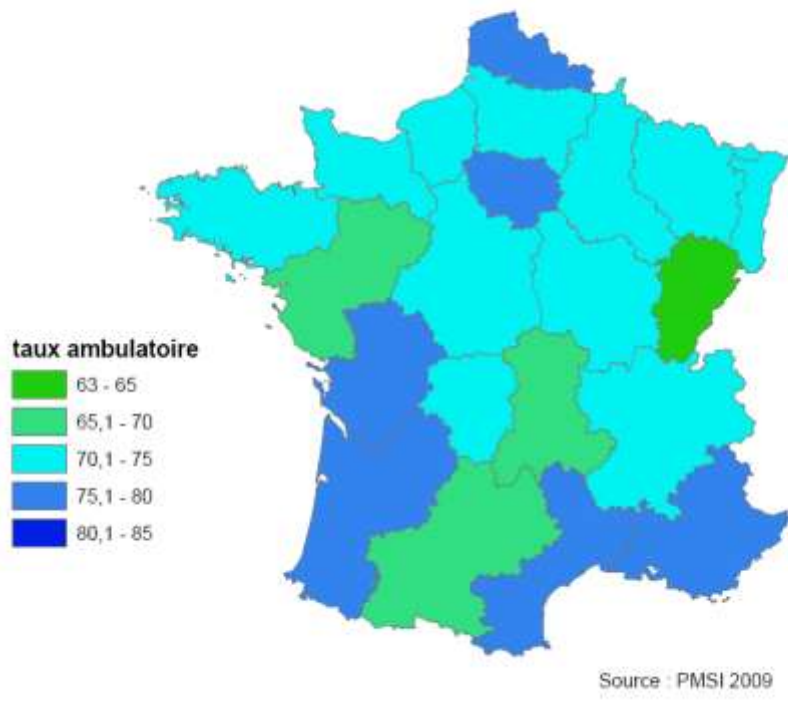 taux ambulatoire
63 - 65
65,1 - 70
70,1 - 75
75,1 - 80
80,1 - 85
Source : PMSI 2009